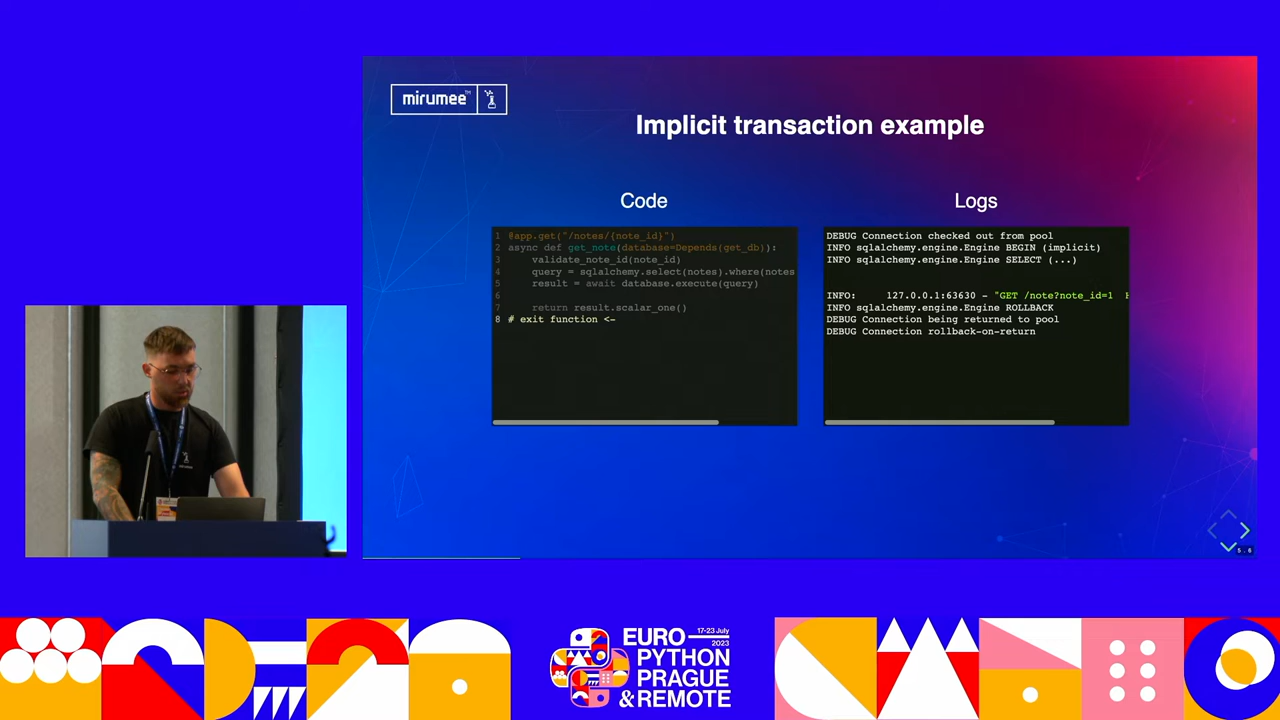 mirumee™
Implicit transaction example
Code
Logs
1 @app.get("/notes/{note_id}")
2 async def get_note(database=Depends(get_db)):
3     validate_note_id(note_id)
4     query = sqlalchemy.select(notes).where(notes
5     result = await database.execute(query)
6
7     return result.scalar_one()
8 # exit function <-
DEBUG Connection checked out from pool
INFO sqlalchemy.engine.Engine BEGIN (implicit)
INFO sqlalchemy.engine.Engine SELECT (...)
INFO:     127.0.0.1:63630 - "GET /note?note_id=1
INFO sqlalchemy.engine.Engine ROLLBACK
DEBUG Connection being returned to pool
DEBUG Connection rollback-on-return
5.6
EURO
17-23 July
2023
PYTHON
PRAGUE
& REMOTE